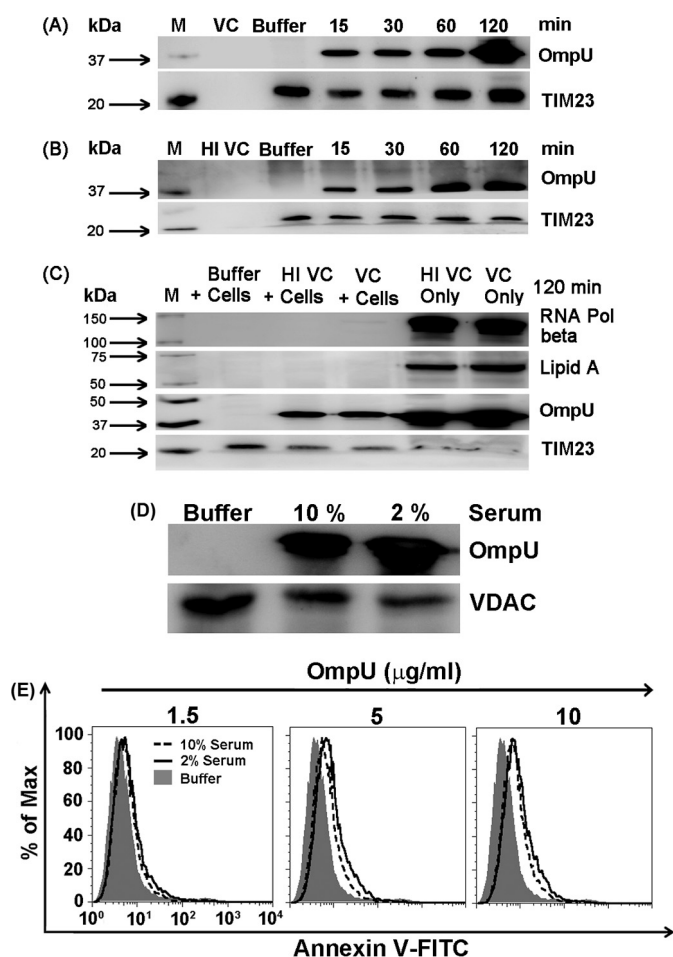 (A) kDa M VC Buffer 15 30 60 120 min
37 OmpU
20 TIM23
(B) kDa M HI VC Buffer 15 30 60 120 min
37 OmpU
20 TIM23
(C) Buffer HI VC VC HI VC VC 120 min
kDa M + Cells + Cells + Cells Only Only
150 RNA Pol
100 beta
75 Lipid A
50
50 OmpU
37
20 TIM23
(D) Buffer 10 % 2 % Serum
OmpU
VDAC
OmpU (μg/ml)
(E) 1.5 5 10
100
80
60
40
20
0
% of Max
10% Serum
2% Serum
Buffer
10⁰ 10¹ 10² 10³ 10⁴
Annexin V-FITC